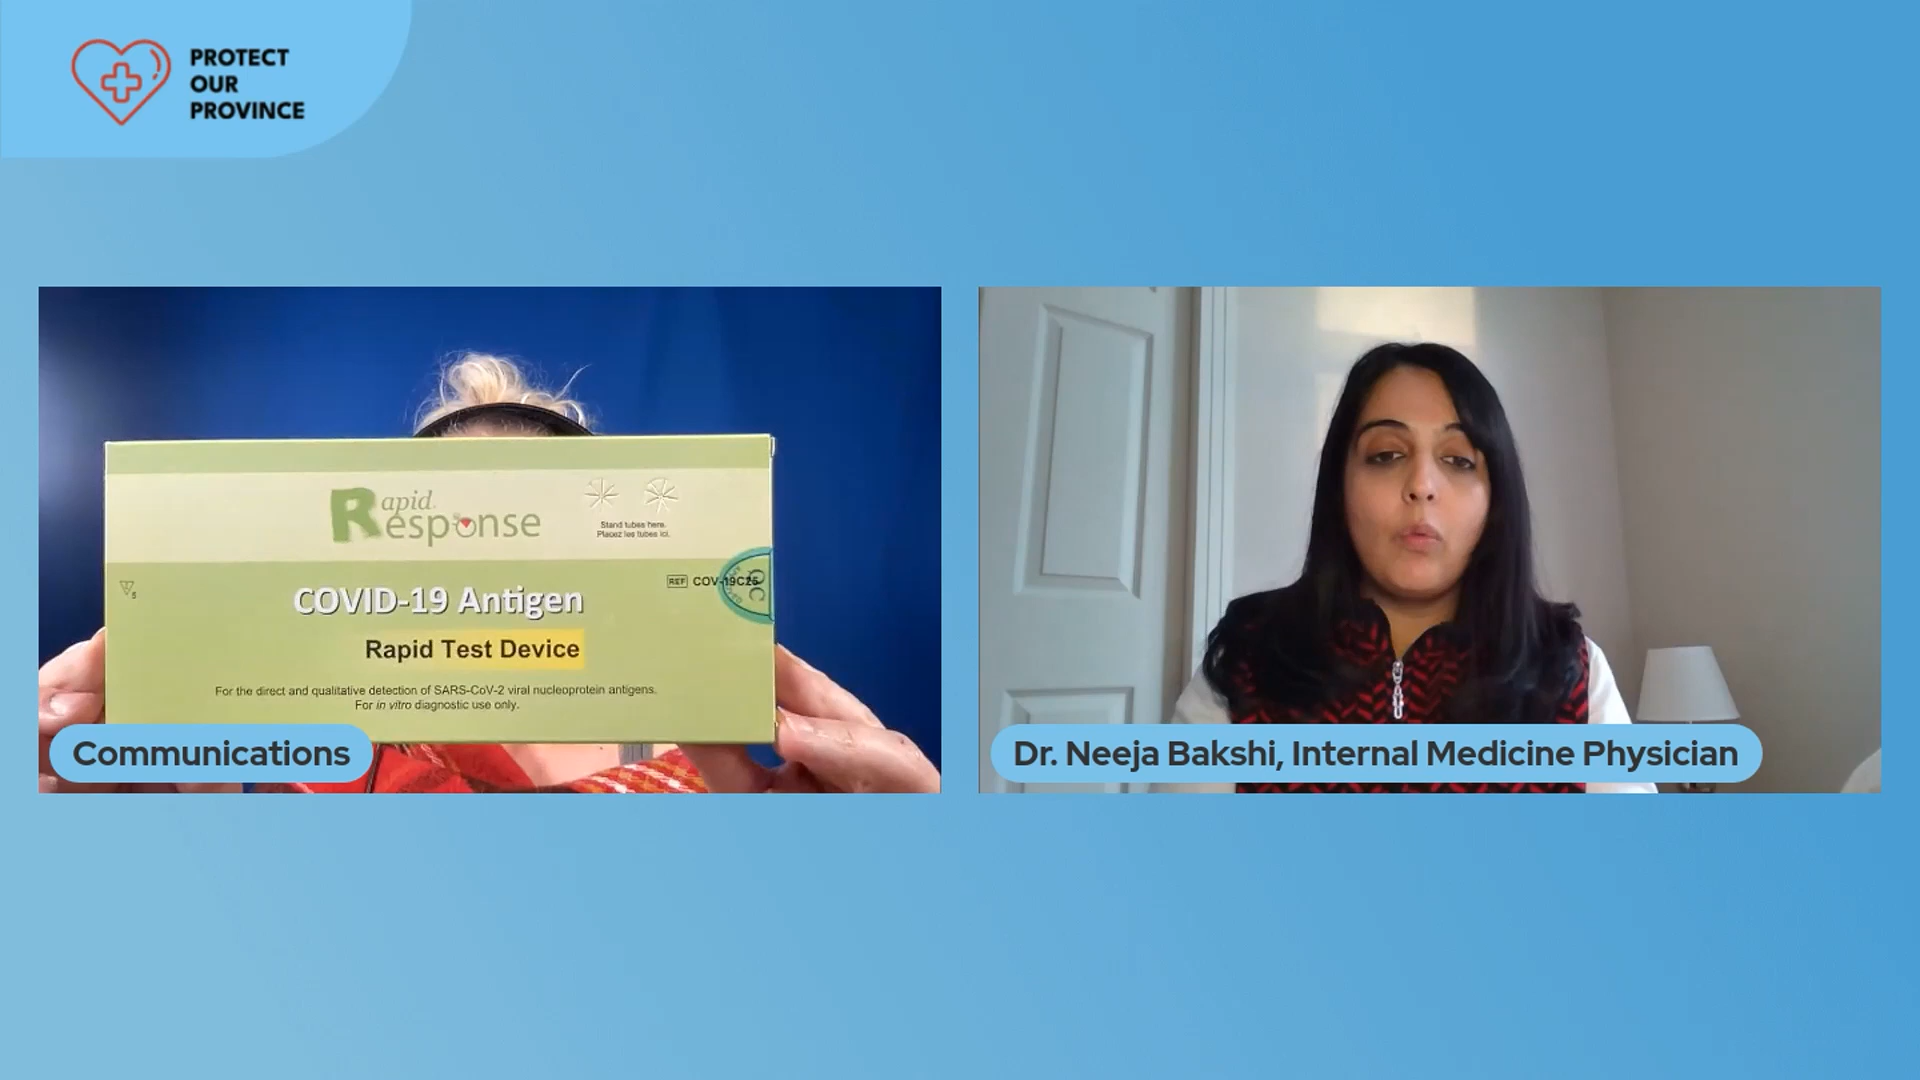 PROTECT
OUR
PROVINCE
Rapid
Response
Stand tubes here.
Placez les tubes ici.
5
REF COV-19C25
QC
COVID-19 Antigen
Rapid Test Device
For the direct and qualitative detection of SARS-CoV-2 viral nucleoprotein antigens.
For in vitro diagnostic use only.
Communications
Dr. Neeja Bakshi, Internal Medicine Physician